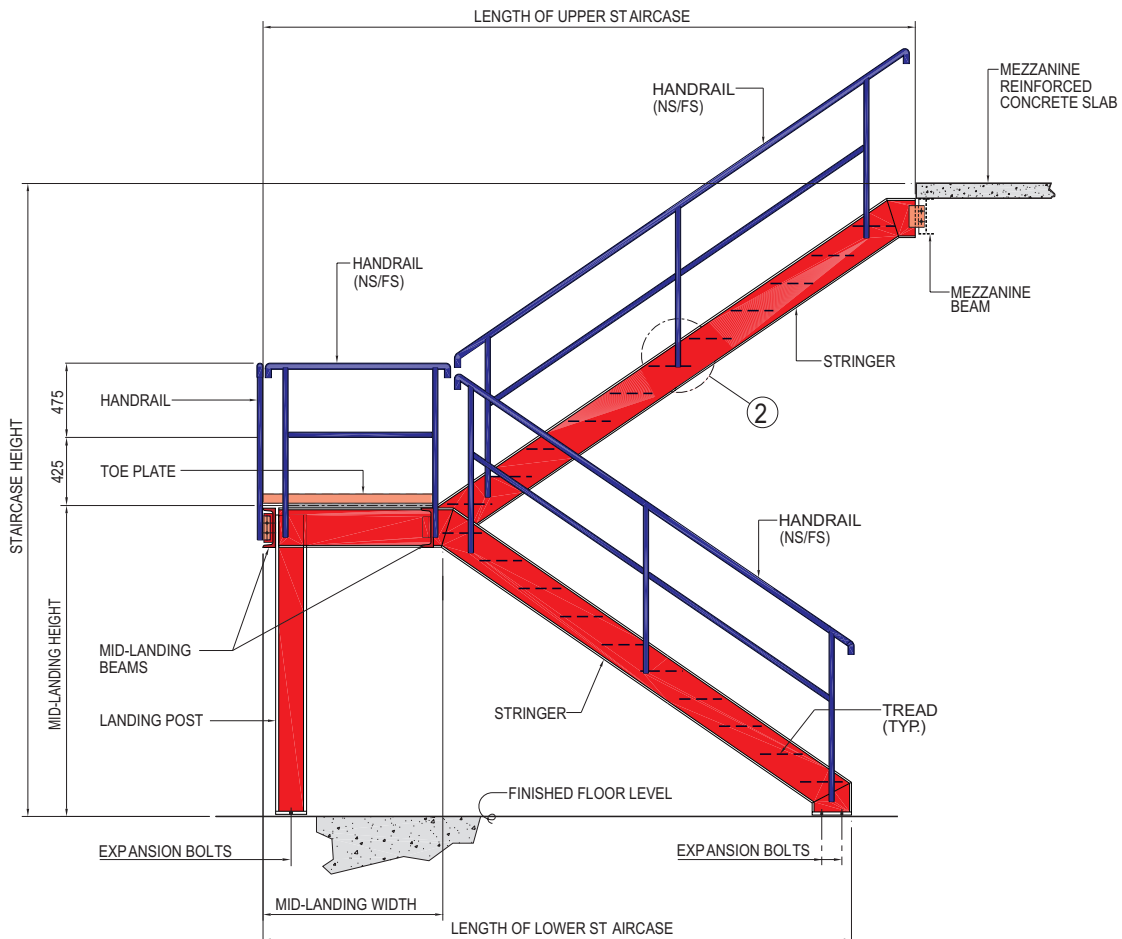 LENGTH OF UPPER ST AIRCASE
HANDRAIL
(NS/FS)
MEZZANINE
REINFORCED
CONCRETE SLAB
HANDRAIL
(NS/FS)
MEZZANINE
BEAM
STRINGER
475
HANDRAIL
2
425
TOE PLATE
STAIRCASE HEIGHT
HANDRAIL
(NS/FS)
MID-LANDING HEIGHT
MID-LANDING
BEAMS
LANDING POST
STRINGER
TREAD
(TYP.)
FINISHED FLOOR LEVEL
EXPANSION BOLTS
EXPANSION BOLTS
MID-LANDING WIDTH
LENGTH OF LOWER ST AIRCASE